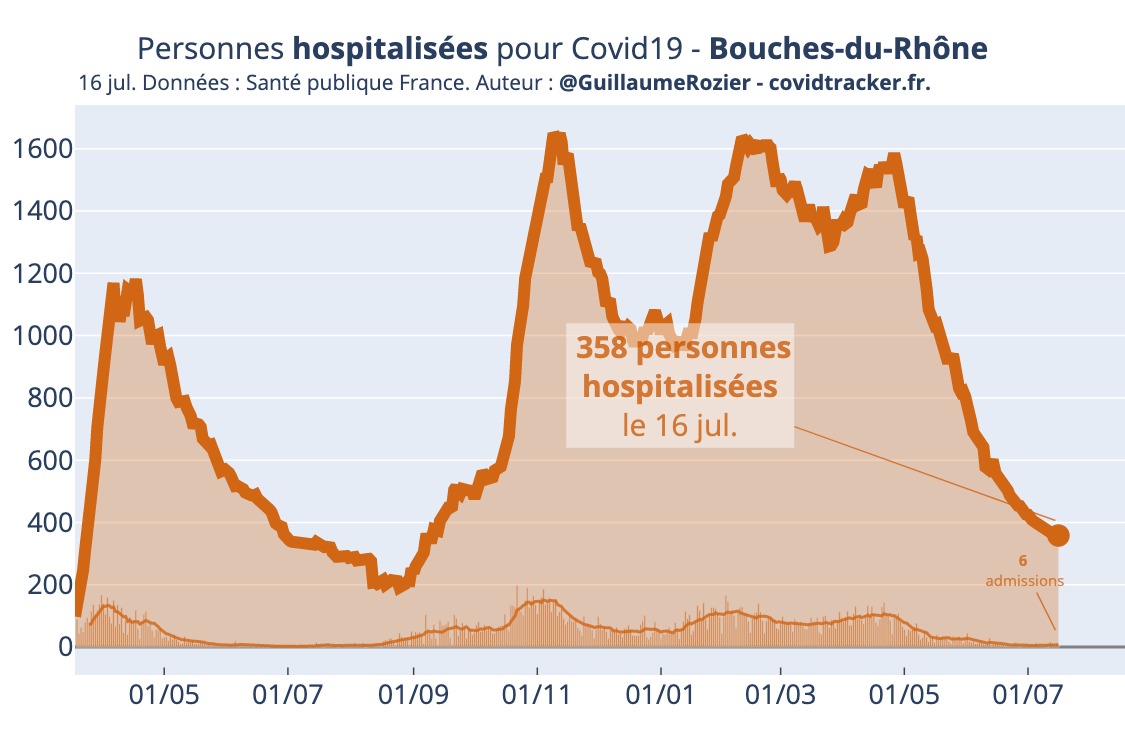 Personnes hospitalisées pour Covid19 - Bouches-du-Rhône
16 jul. Données : Santé publique France. Auteur : @GuillaumeRozier - covidtracker.fr.
1600
1400
1200
1000
800
600
400
200
0
358 personnes
hospitalisées
le 16 jul.
6
admissions
01/05 01/07 01/09 01/11 01/01 01/03 01/05 01/07